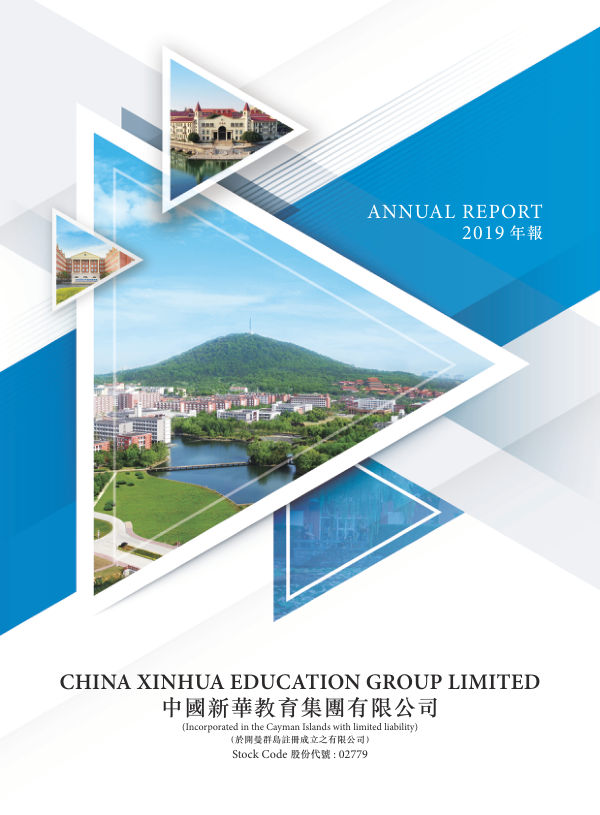 ANNUAL REPORT
2019 年報
CHINA XINHUA EDUCATION GROUP LIMITED
中國新華教育集團有限公司
(Incorporated in the Cayman Islands with limited liability)
(於開曼群島註冊成立之有限公司)
Stock Code 股份代號 : 02779